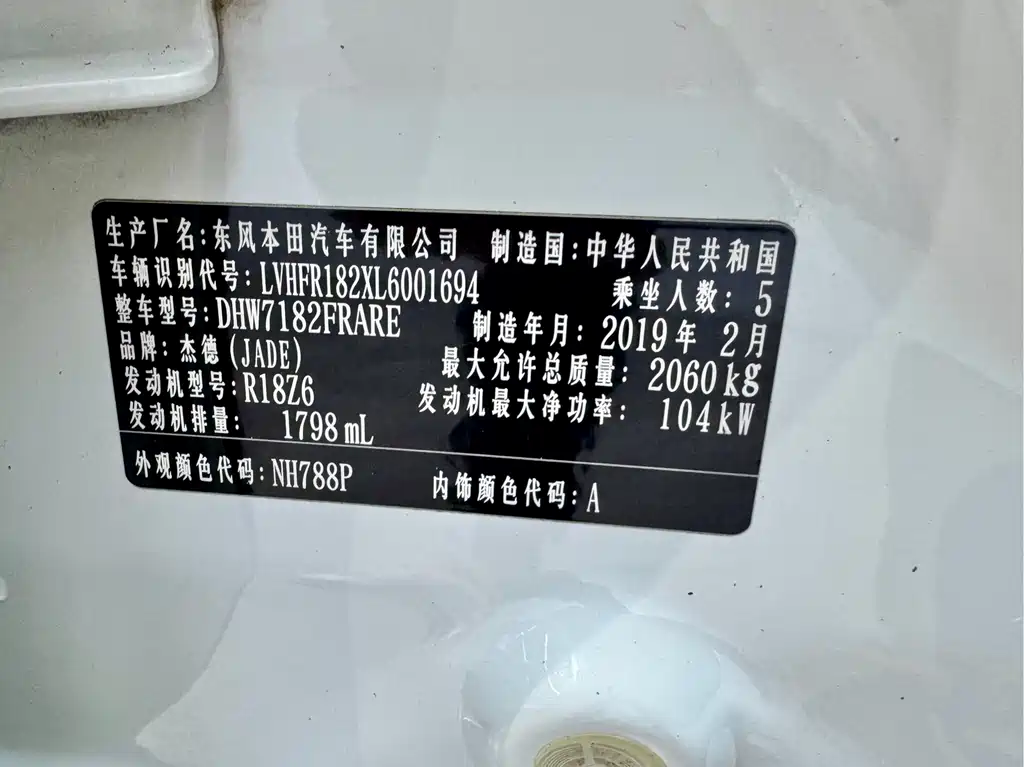 生产厂名:东风本田汽车有限公司 制造国:中华人民共和国
车辆识别代号:LVHFR182XL6001694 乘坐人数: 5
整车型号:DHW7182FRARE 制造年月: 2019年 2月
品牌: 杰德 (JADE) 最大允许总质量: 2060kg
发动机型号:R18Z6 发动机最大净功率: 104kW
发动机排量: 1798mL
外观颜色代码:NH788P 内饰颜色代码:A